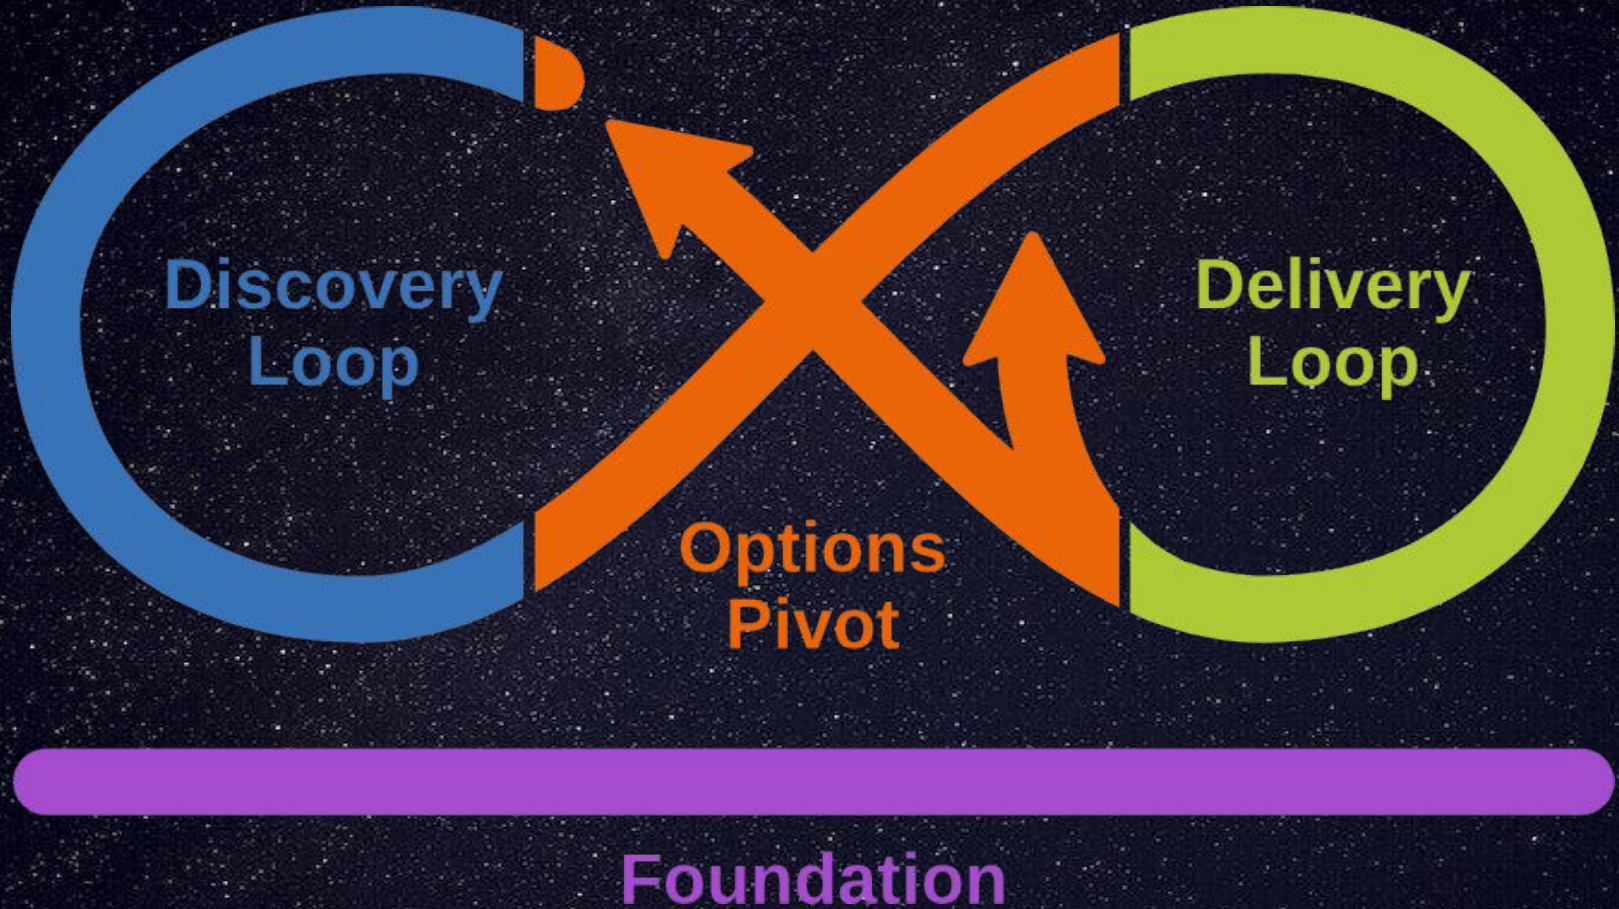 Discovery
Loop
Delivery
Loop
Options
Pivot
Foundation